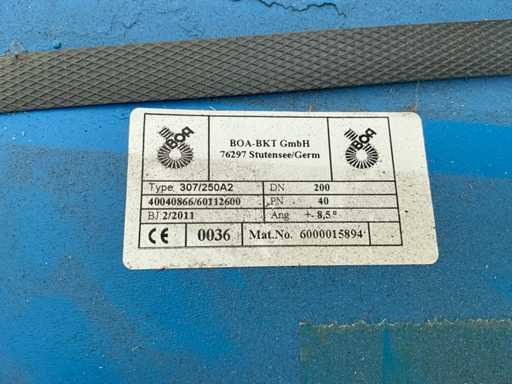 BOA
BOA-BKT GmbH
76297 Stutensee/Germ
BOA
Type: 307/250A2
DN 200
40040866/60112600
PN 40
BJ 2/2011
Ang +-8,5°
CE 0036 Mat.No. 6000015894